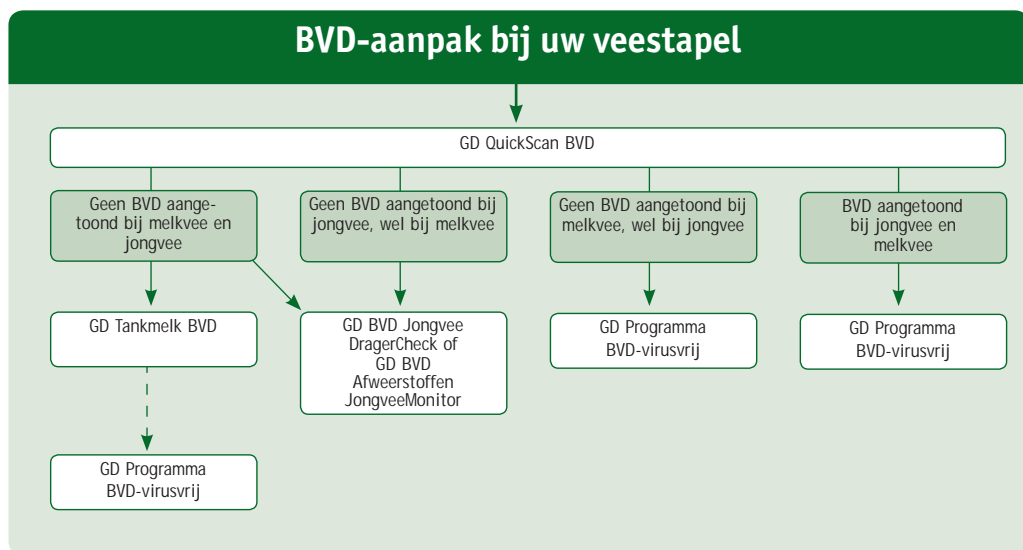 BVD-aanpak bij uw veestapel
GD QuickScan BVD
Geen BVD aange-
toond bij melkvee en
jongvee
Geen BVD aangetoond bij
jongvee, wel bij melkvee
Geen BVD aangetoond bij
melkvee, wel bij jongvee
BVD aangetoond
bij jongvee en
melkvee
GD Tankmelk BVD
GD BVD Jongvee
DragerCheck of
GD BVD
Afweerstoffen
JongveeMonitor
GD Programma
BVD-virusvrij
GD Programma
BVD-virusvrij
GD Programma
BVD-virusvrij